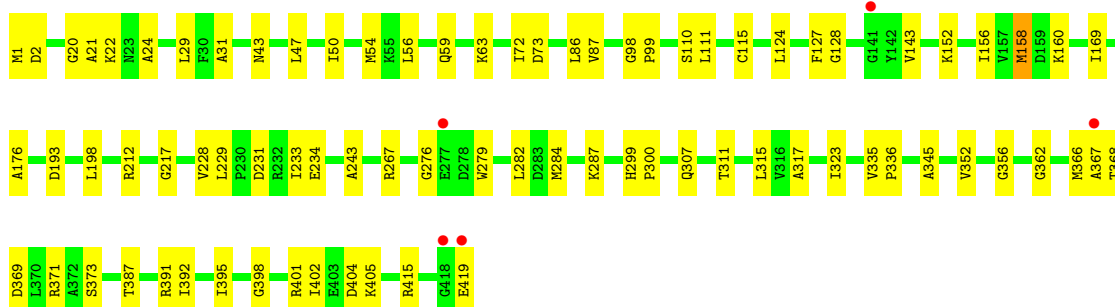 M1 D2 G20 A21 K22 N23 A24 L29 F30 A31 N43 L47 I50 M54 K55 L56 Q59 K63 I72 D73 L86 V87 G98 P99 S110 L111 C115 L124 F127 G128 G141 Y142 V143 K152 I156 V157 M158 D159 K160 I169
A176 D193 L198 R212 G217 V228 L229 P230 D231 R232 I233 E234 A243 R267 G276 E277 D278 W279 L282 D283 M284 K287 H299 P300 Q307 T311 L315 V316 A317 I323 V335 P336 A345 V352 G356 G362 M366 A367 T368
D369 L370 R371 A372 S373 T387 R391 I392 I395 G398 R401 I402 E403 D404 K405 R415 G418 E419